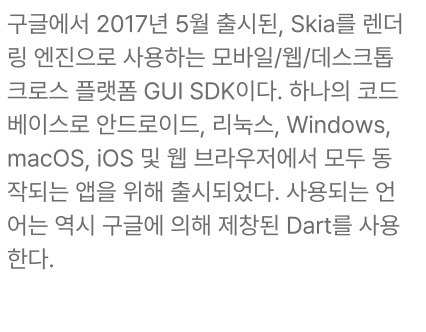 구글에서 2017년 5월 출시된, Skia를 렌더
링 엔진으로 사용하는 모바일/웹/데스크톱
크로스 플랫폼 GUI SDK이다. 하나의 코드
베이스로 안드로이드, 리눅스, Windows,
macOS, iOS 및 웹 브라우저에서 모두 동
작되는 앱을 위해 출시되었다. 사용되는 언
어는 역시 구글에 의해 제창된 Dart를 사용
한다.